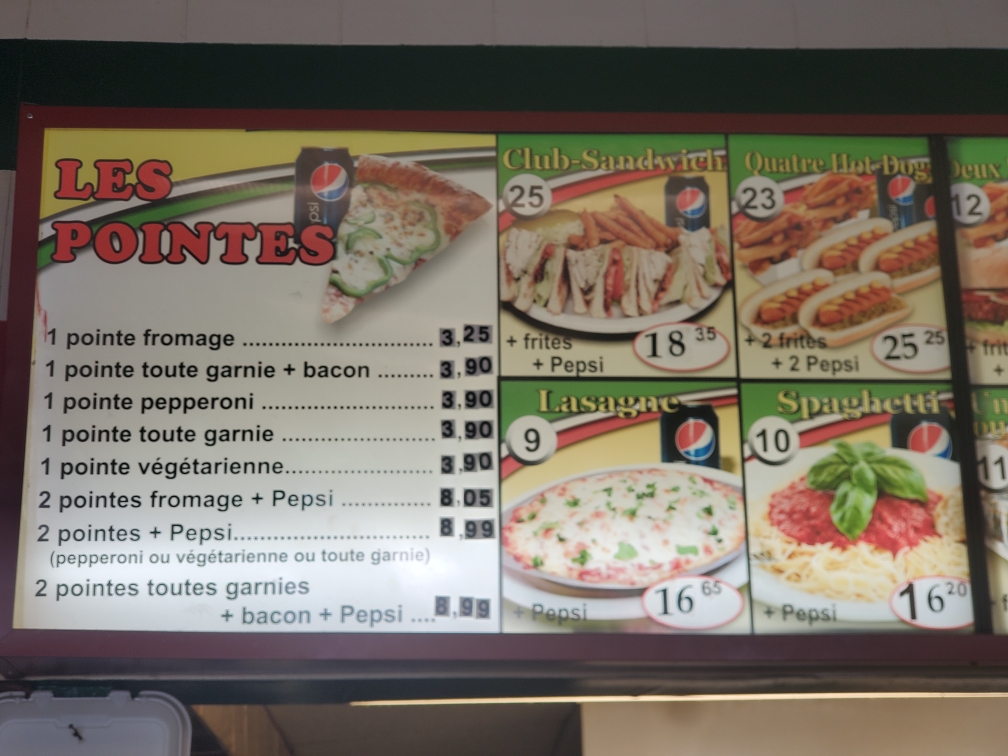 LES
POINTES
1 pointe fromage .............................. 3,25
1 pointe toute garnie + bacon ......... 3,90
1 pointe pepperoni ........................... 3,90
1 pointe toute garnie ........................ 3,90
1 pointe végétarienne........................ 3,90
2 pointes fromage + Pepsi .............. 8,05
2 pointes + Pepsi................................ 8,99
(pepperoni ou végétarienne ou toute garnie)
2 pointes toutes garnies
+ bacon + Pepsi .... 8,99
Club-Sandwich
25
+ frites
+ Pepsi
18 35
Quatre Hot-Dog
23
+ 2 frites
+ 2 Pepsi
25 25
Lasagne
9
+ Pepsi
16 65
Spaghetti
10
+ Pepsi
16 20
12
11